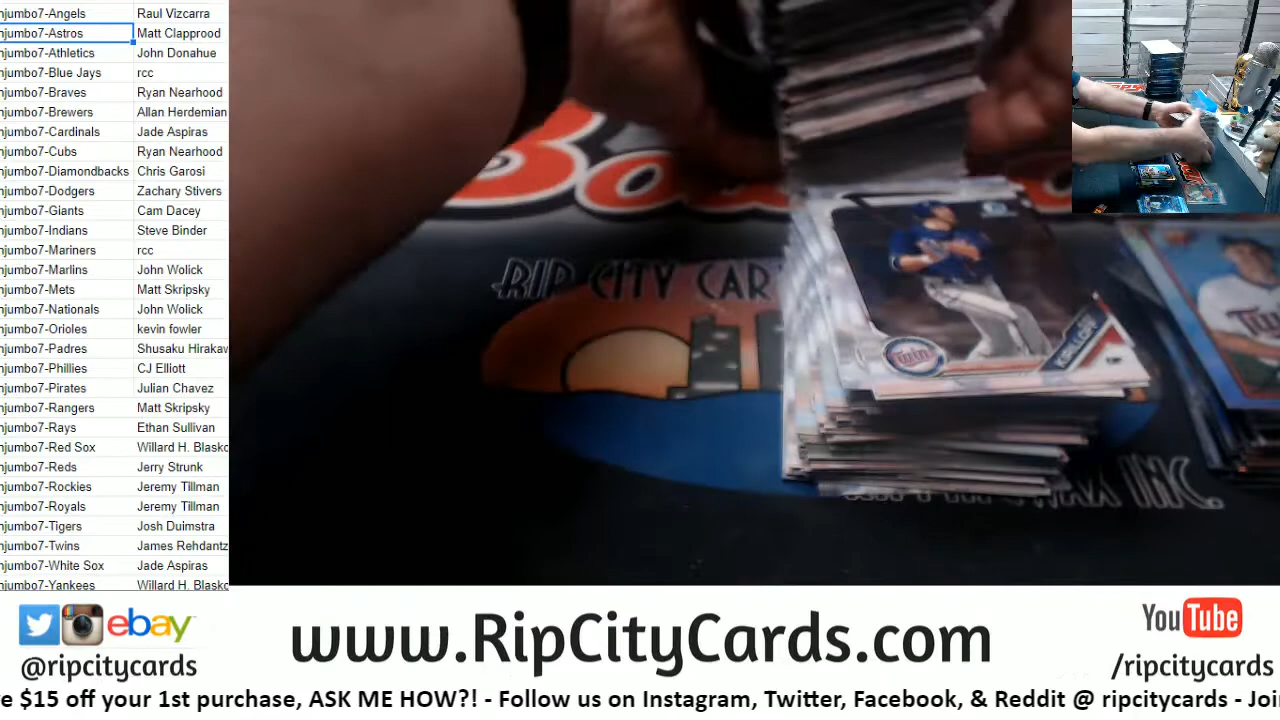 njumbo7-Angels Raul Vizcarra
njumbo7-Astros Matt Clapprood
njumbo7-Athletics John Donahue
njumbo7-Blue Jays rcc
njumbo7-Braves Ryan Nearhood
njumbo7-Brewers Allan Herdemian
njumbo7-Cardinals Jade Aspiras
njumbo7-Cubs Ryan Nearhood
njumbo7-Diamondbacks Chris Garosi
njumbo7-Dodgers Zachary Stivers
njumbo7-Giants Cam Dacey
njumbo7-Indians Steve Binder
njumbo7-Mariners rcc
njumbo7-Marlins John Wolick
njumbo7-Mets Matt Skripsky
njumbo7-Nationals John Wolick
njumbo7-Orioles kevin fowler
njumbo7-Padres Shusaku Hirakav
njumbo7-Phillies CJ Elliott
njumbo7-Pirates Julian Chavez
njumbo7-Rangers Matt Skripsky
njumbo7-Rays Ethan Sullivan
njumbo7-Red Sox Willard H. Blasko
njumbo7-Reds Jerry Strunk
njumbo7-Rockies Jeremy Tillman
njumbo7-Royals Jeremy Tillman
njumbo7-Tigers Josh Duimstra
njumbo7-Twins James Rehdantz
njumbo7-White Sox Jade Aspiras
njumbo7-Yankees Willard H. Blasko
RIP CITY CAR
INC.
Twins
KIRILLOFF
ebay
@ripcitycards
www.RipCityCards.com
YouTube
/ripcitycards
e $15 off your 1st purchase, ASK ME HOW?! - Follow us on Instagram, Twitter, Facebook, & Reddit @ ripcitycards - Joi